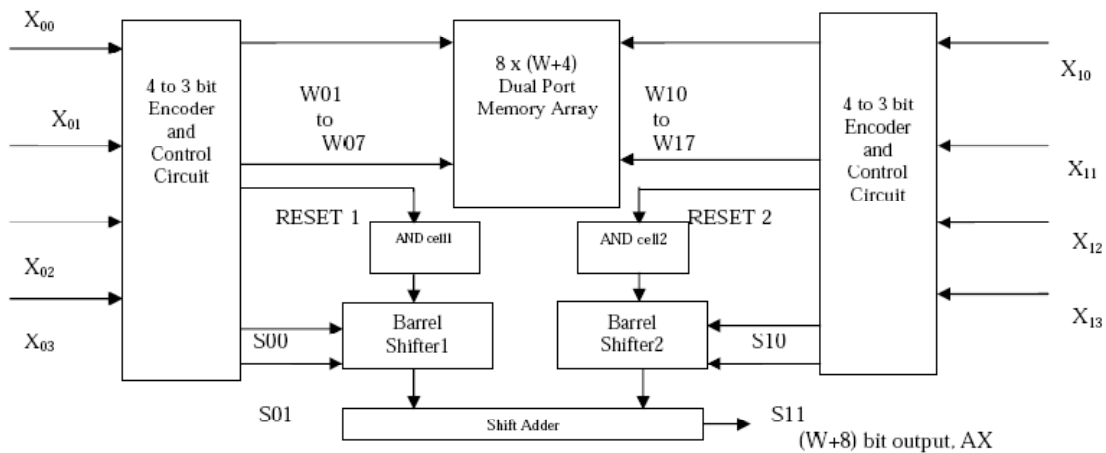 X00
X01
X02
X03
4 to 3 bit
Encoder
and
Control
Circuit
W01
to
W07
8 x (W+4)
Dual Port
Memory Array
W10
to
W17
4 to 3 bit
Encoder
and
Control
Circuit
X10
X11
X12
X13
RESET 1
AND cell1
RESET 2
AND cell2
S00
Barrel
Shifter1
Barrel
Shifter2
S10
S01
Shift Adder
S11
(W+8) bit output, AX